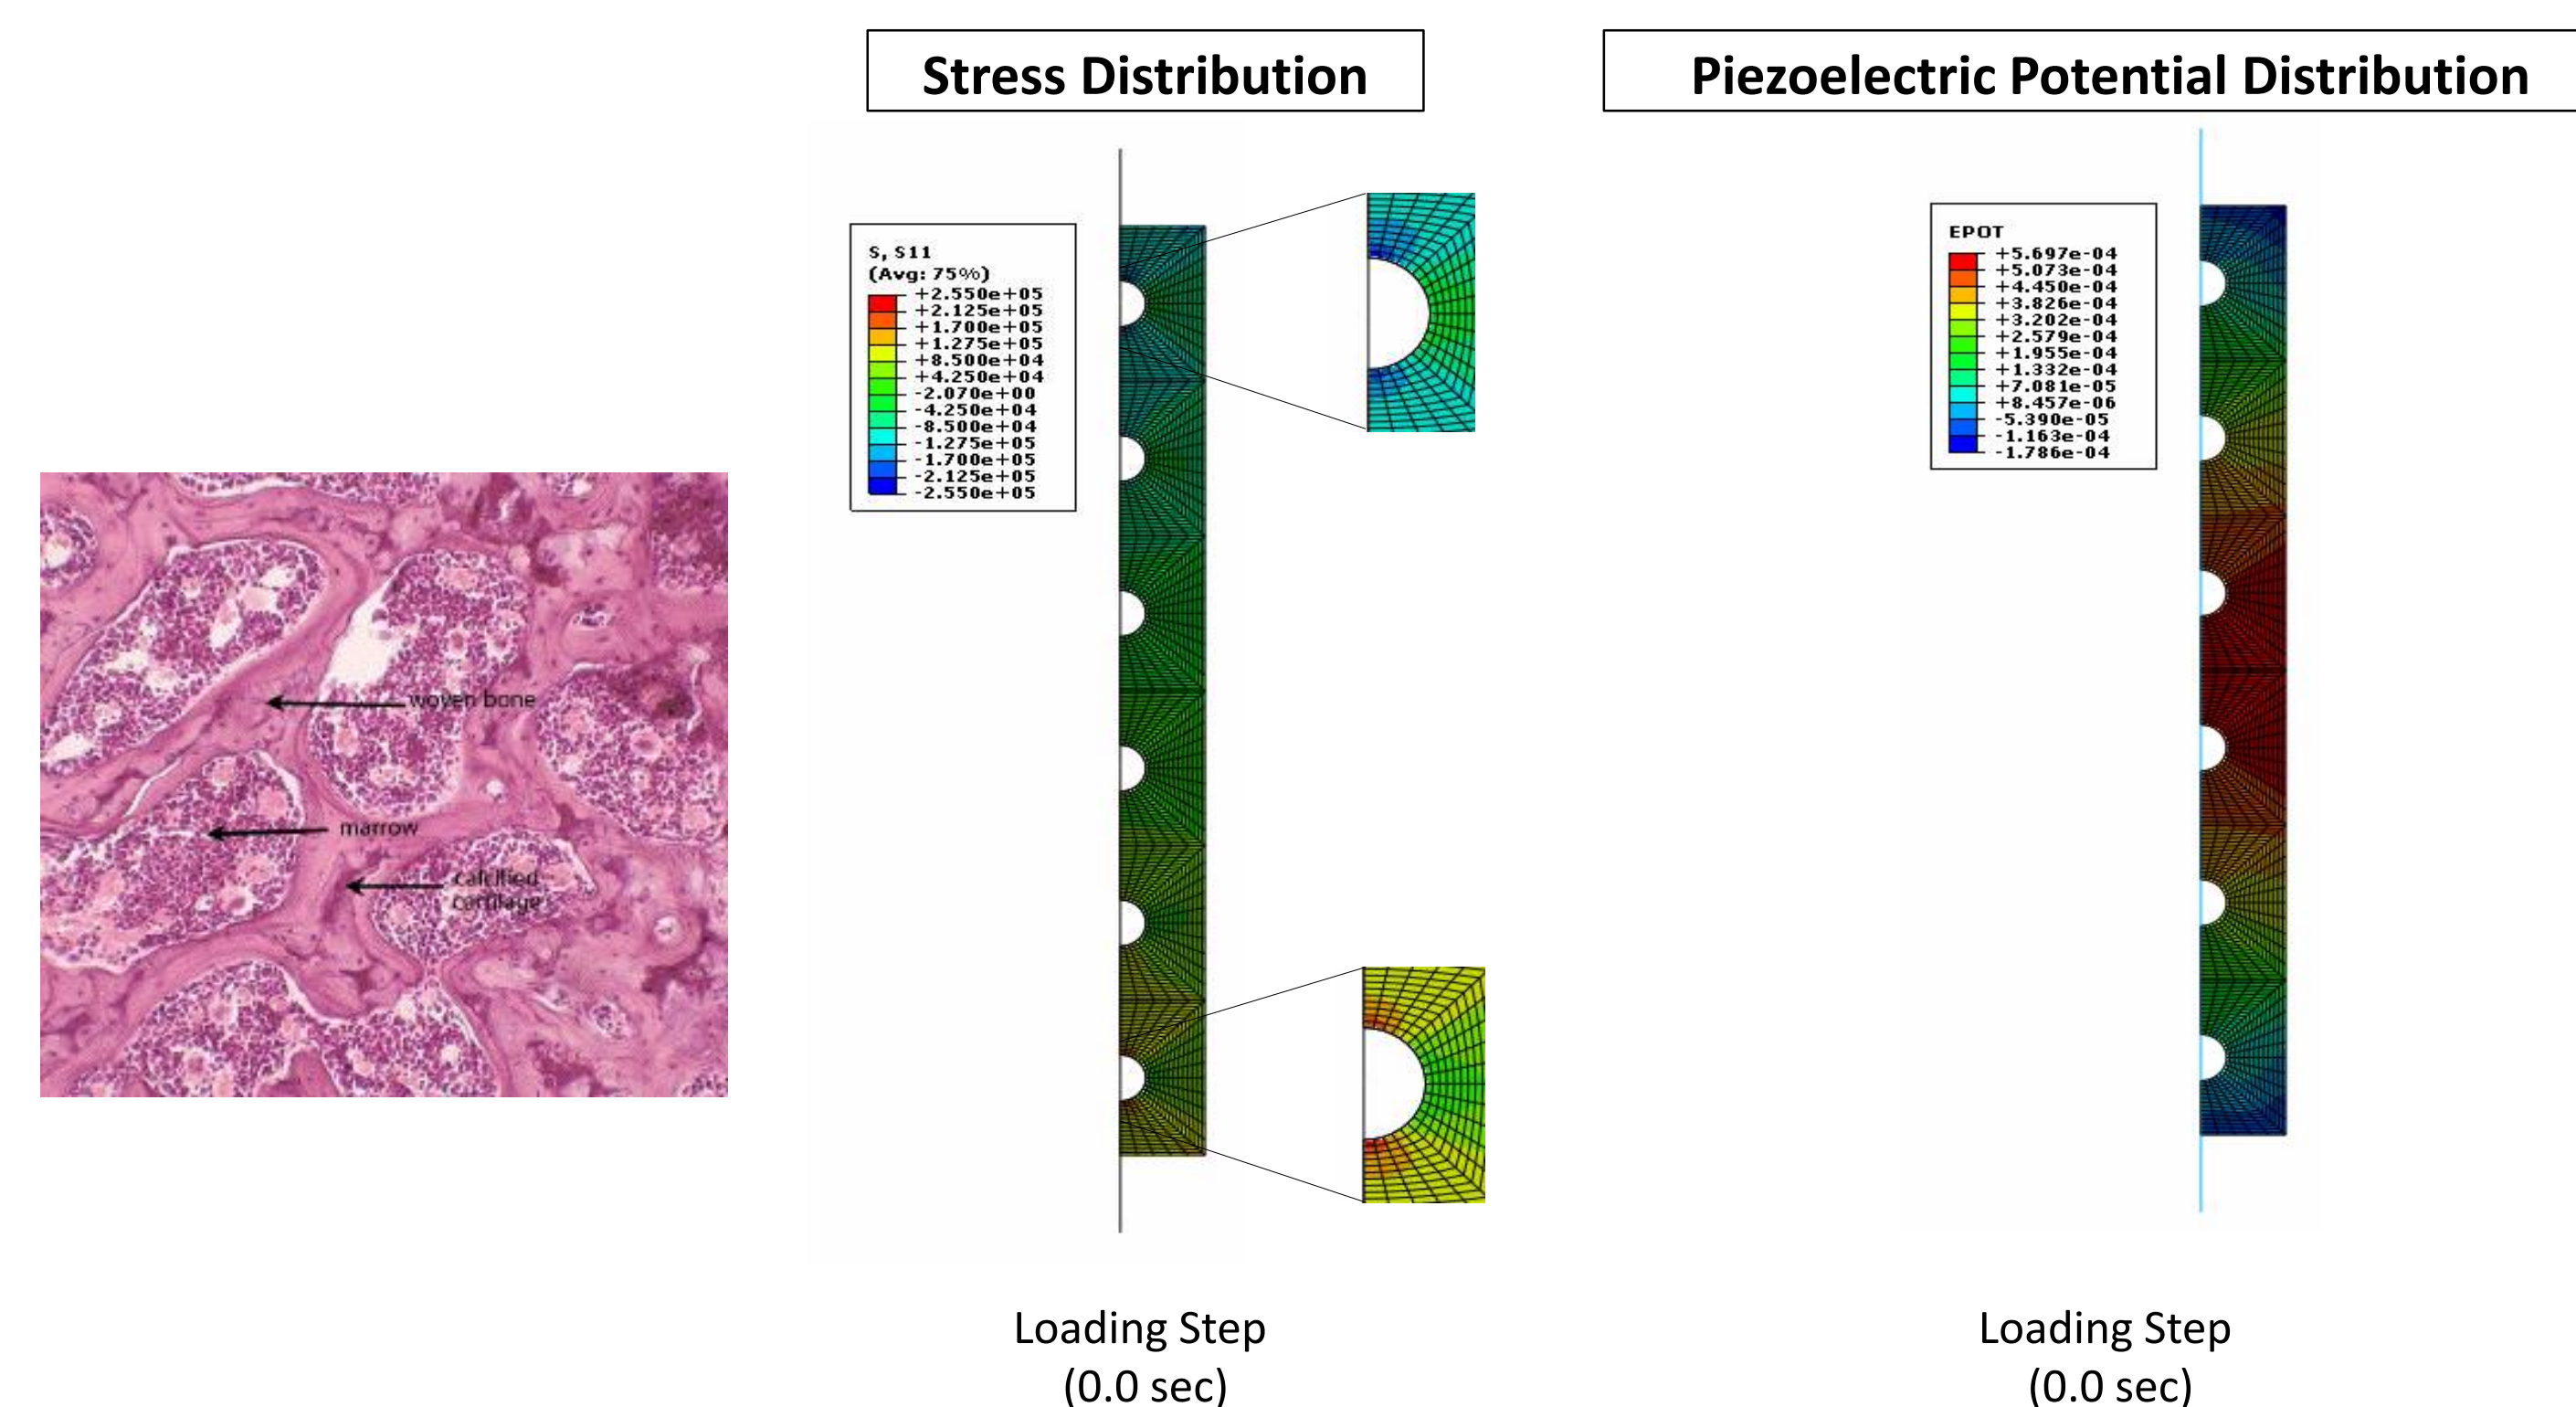 Stress Distribution
Piezoelectric Potential Distribution
S, S11
(Avg: 75%)
+2.550e+05
+2.125e+05
+1.700e+05
+1.275e+05
+8.500e+04
+4.250e+04
-2.070e+00
-4.250e+04
-8.500e+04
-1.275e+05
-1.700e+05
-2.125e+05
-2.550e+05
EPOT
+5.697e-04
+5.073e-04
+4.450e-04
+3.826e-04
+3.202e-04
+2.579e-04
+1.955e-04
+1.332e-04
+7.081e-05
+8.457e-06
-5.390e-05
-1.163e-04
-1.786e-04
woven bone
marrow
calcified
cartilage
Loading Step
(0.0 sec)
Loading Step
(0.0 sec)